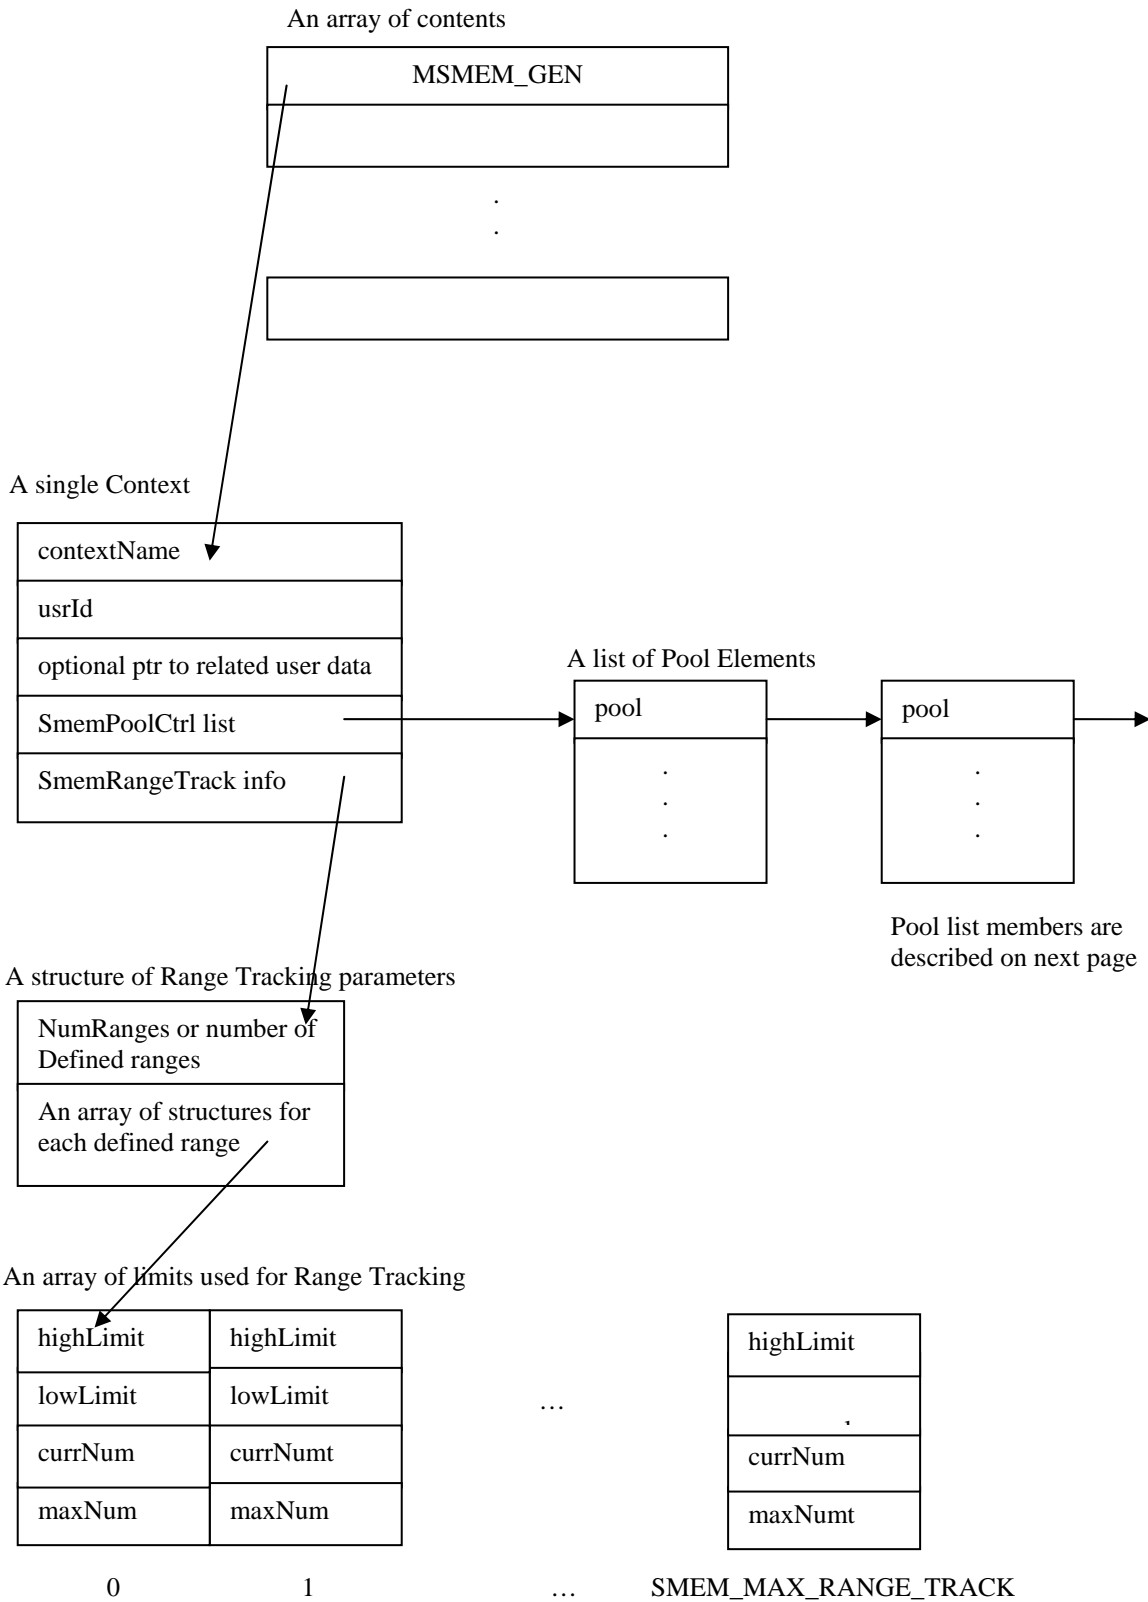 An array of contents
MSMEM_GEN
.
.
A single Context
contextName
usrId
optional ptr to related user data
SmemPoolCtrl list
SmemRangeTrack info
A list of Pool Elements
pool
.
.
.
pool
.
.
.
Pool list members are
described on next page
A structure of Range Tracking parameters
NumRanges or number of
Defined ranges
An array of structures for
each defined range
An array of limits used for Range Tracking
highLimit
lowLimit
currNum
maxNum
highLimit
lowLimit
currNumt
maxNum
…
highLimit
currNum
maxNumt
0
1
…
SMEM_MAX_RANGE_TRACK